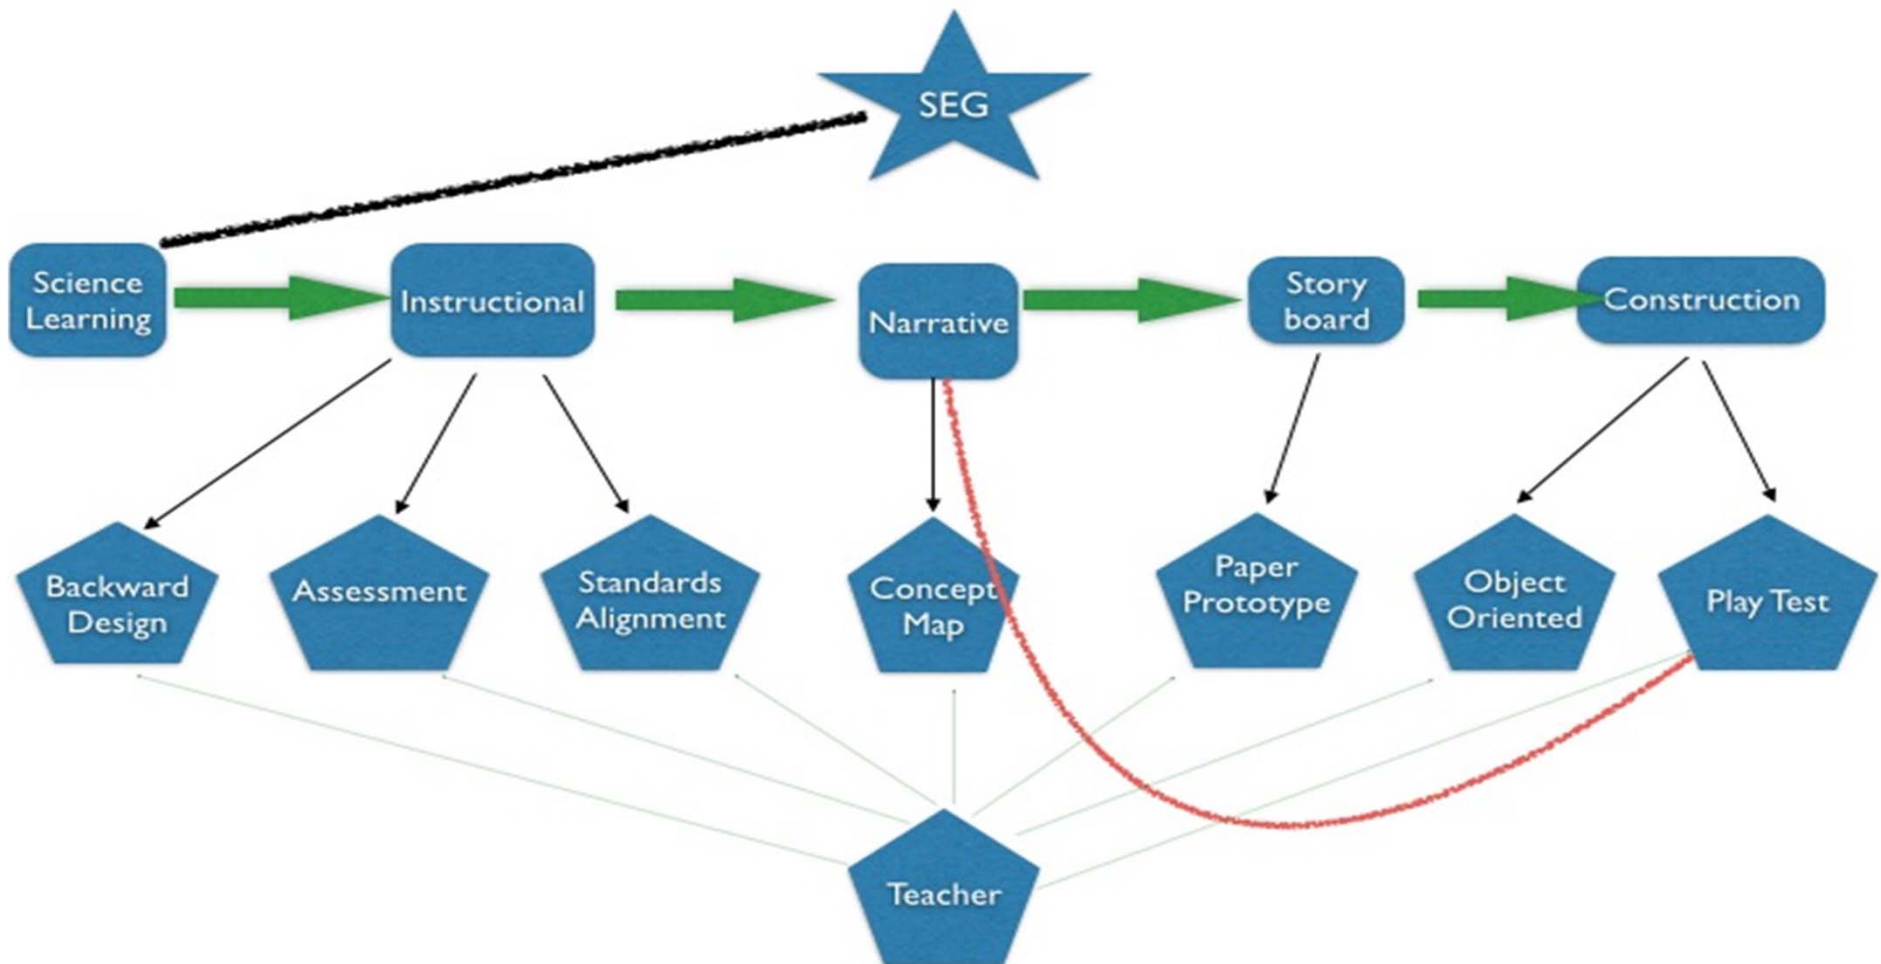 SEG
Science
Learning
Instructional
Narrative
Story
board
Construction
Backward
Design
Assessment
Standards
Alignment
Concept
Map
Paper
Prototype
Object
Oriented
Play Test
Teacher